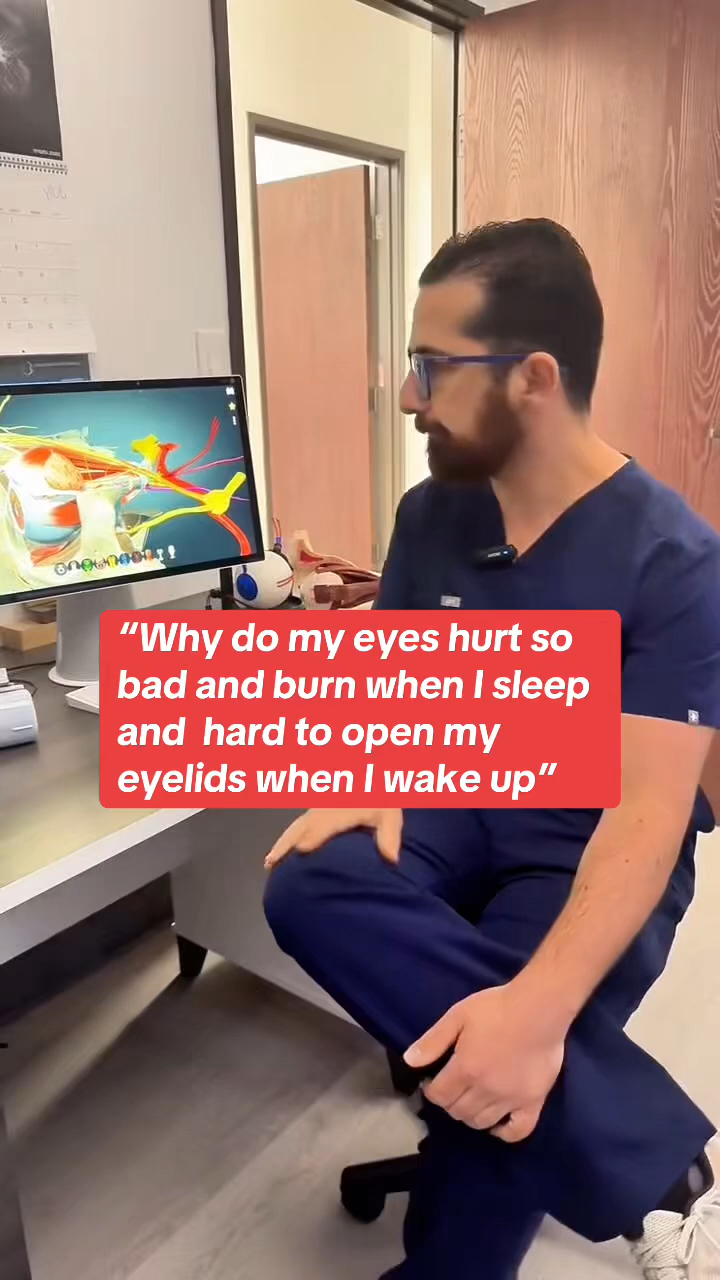 “Why do my eyes hurt so
bad and burn when I sleep
and  hard to open my
eyelids when I wake up”